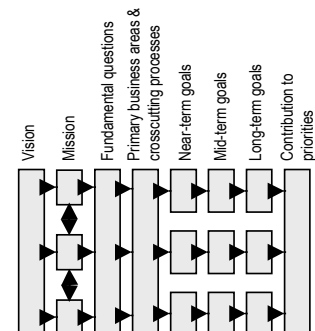 Vision
Mission
Fundamental questions
Primary business areas &
crosscutting processes
Near-term goals
Mid-term goals
Long-term goals
Contribution to
priorities